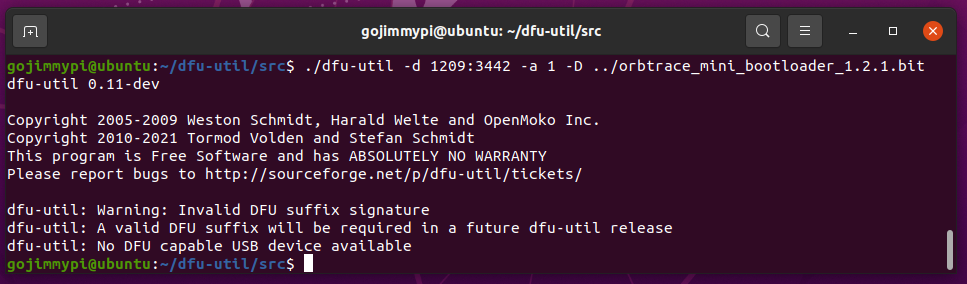 gojimmypi@ubuntu: ~/dfu-util/src
gojimmypi@ubuntu:~/dfu-util/src$ ./dfu-util -d 1209:3442 -a 1 -D ../orbtrace_mini_bootloader_1.2.1.bit
dfu-util 0.11-dev
Copyright 2005-2009 Weston Schmidt, Harald Welte and OpenMoko Inc.
Copyright 2010-2021 Tormod Volden and Stefan Schmidt
This program is Free Software and has ABSOLUTELY NO WARRANTY
Please report bugs to http://sourceforge.net/p/dfu-util/tickets/
dfu-util: Warning: Invalid DFU suffix signature
dfu-util: A valid DFU suffix will be required in a future dfu-util release
dfu-util: No DFU capable USB device available
gojimmypi@ubuntu:~/dfu-util/src$